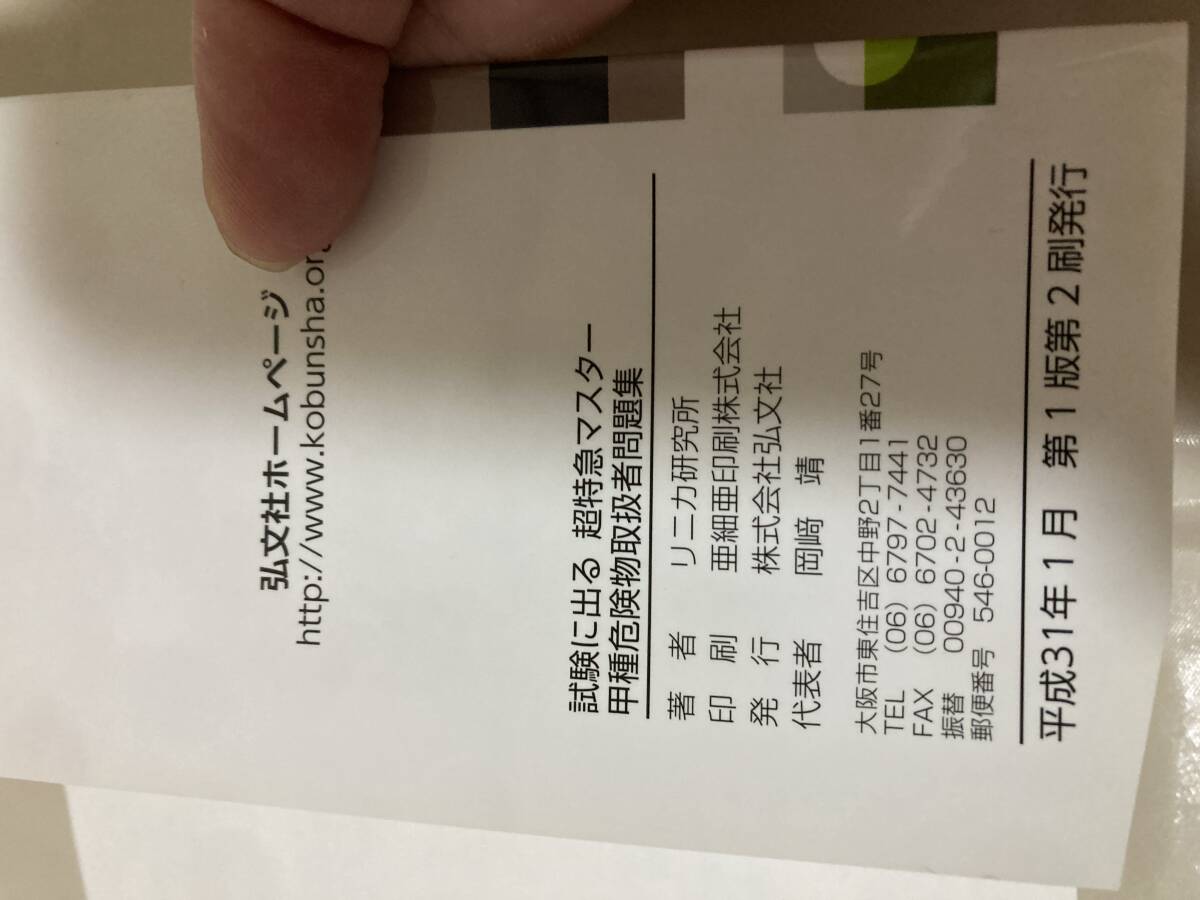 弘文社ホームページ
http://www.kobunsha.or
試験に出る 超特急マスター
甲種危険物取扱者問題集
著者 リニカ研究所
印刷 亜細亜印刷株式会社
発行 株式会社弘文社
代表者 岡﨑 靖
大阪市東住吉区中野2丁目1番27号
TEL (06) 6797-7441
FAX (06) 6702-4732
振替 00940-2-43630
郵便番号 546-0012
平成31年1月 第1版第2刷発行